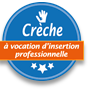 Crèche
à vocation d'insertion
professionnelle